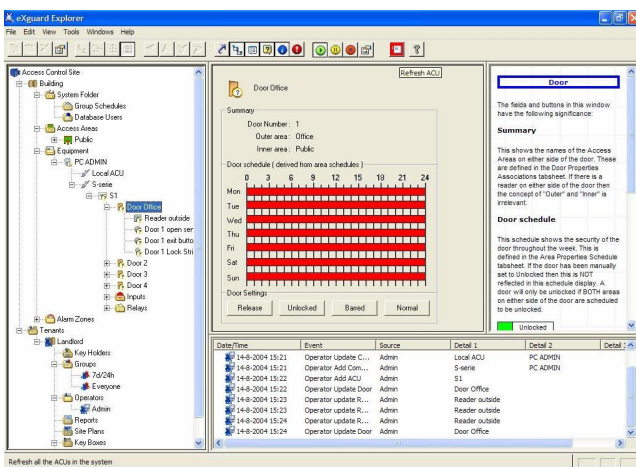 eXguard Explorer
File Edit View Tools Windows Help
Refresh ACU
Access Control Site
Building
System Folder
Group Schedules
Database Users
Access Areas
Public
Equipment
PC ADMIN
Local ACU
S-serie
S1
Door Office
Reader outside
Door 1 open ser
Door 1 exit butto
Door 1 Lock Stri
Door 2
Door 3
Door 4
Inputs
Relays
Alarm Zones
Tenants
Landlord
Key Holders
Groups
7d/24h
Everyone
Operators
Admin
Reports
Site Plans
Key Boxes
Door Office
Summary
Door Number : 1
Outer area : Office
Inner area : Public
Door schedule ( derived from area schedules )
0 3 6 9 12 15 18 21 24
Mon
Tue
Wed
Thu
Fri
Sat
Sun
Door Settings
Release Unlocked Barred Normal
Door
The fields and buttons in this window
have the following significance:
Summary
This shows the names of the Access
Areas on either side of the door. These
are defined in the Door Properties
Associations tabsheet. If there is a
reader on either side of the door then
the concept of "Outer" and "Inner" is
irrelevant.
Door schedule
This schedule shows the security of the
door throughout the week. This is
defined in the Area Properties Schedule
tabsheet. If the door has been manually
set to Unlocked then this is NOT
reflected in this schedule display. A
door will only be unlocked if BOTH areas
on either side of the door are scheduled
to be unlocked.
Unlocked
Date/Time Event Source Detail 1 Detail 2 Detail
14-8-2004 15:21 Operator Update C... Admin Local ACU PC ADMIN
14-8-2004 15:21 Operator Add Com... Admin S-serie PC ADMIN
14-8-2004 15:22 Operator Add ACU Admin S1
14-8-2004 15:22 Operator Update Door Admin Door Office
14-8-2004 15:23 Operator update R... Admin Reader outside
14-8-2004 15:23 Operator update R... Admin Reader outside
14-8-2004 15:24 Operator update R... Admin Reader outside
14-8-2004 15:24 Operator Update Door Admin Door Office
Refresh all the ACUs in the system